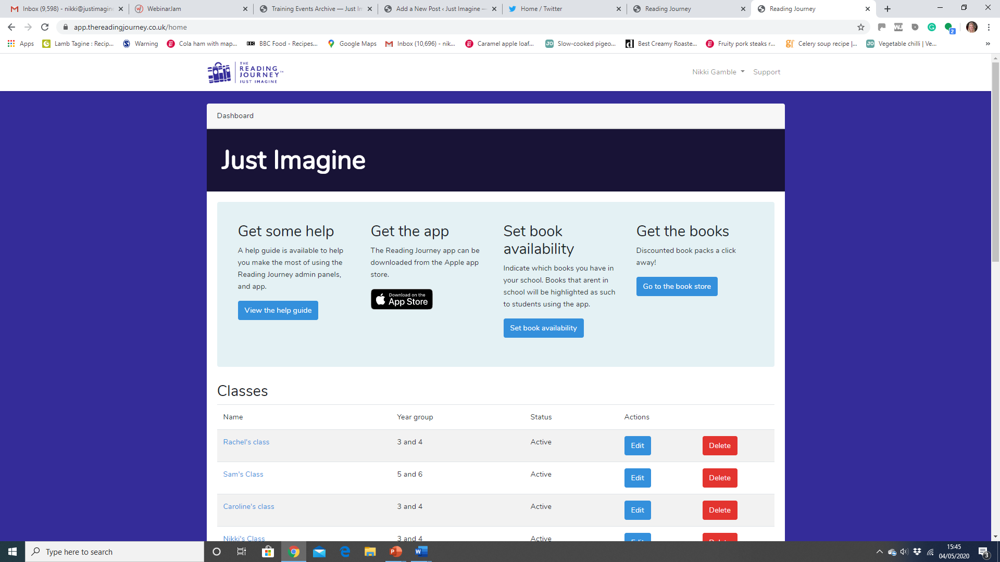 Inbox (9,598) - nikki@justimagine
WebinarJam
Training Events Archive — Just Im
Add a New Post ‹ Just Imagine —
Home / Twitter
Reading Journey
Reading Journey
app.thereadingjourney.co.uk/home
WJ
2
Apps
Lamb Tagine : Recip...
Warning
Cola ham with map...
BBC Food - Recipes...
Google Maps
Inbox (10,696) - nik...
Caramel apple loaf...
Slow-cooked pigeo...
Best Creamy Roaste...
Fruity pork steaks r...
Celery soup recipe |...
Vegetable chilli | Ve...
THE
READING
JOURNEY™
JUST IMAGINE
Nikki Gamble
Support
Dashboard
Just Imagine
Get some help
A help guide is available to help
you make the most of using the
Reading Journey admin panels,
and app.
View the help guide
Get the app
The Reading Journey app can be
downloaded from the Apple app
store.
Download on the
App Store
Set book
availability
Indicate which books you have in
your school. Books that arent in
school will be highlighted as such
to students using the app.
Set book availability
Get the books
Discounted book packs a click
away!
Go to the book store
Classes
Name Year group Status Actions
Rachel's class 3 and 4 Active Edit Delete
Sam's Class 5 and 6 Active Edit Delete
Caroline's class 3 and 4 Active Edit Delete
Nikki's Class 3 and 4 Active Edit Delete
Type here to search
15:45
04/05/2020
3